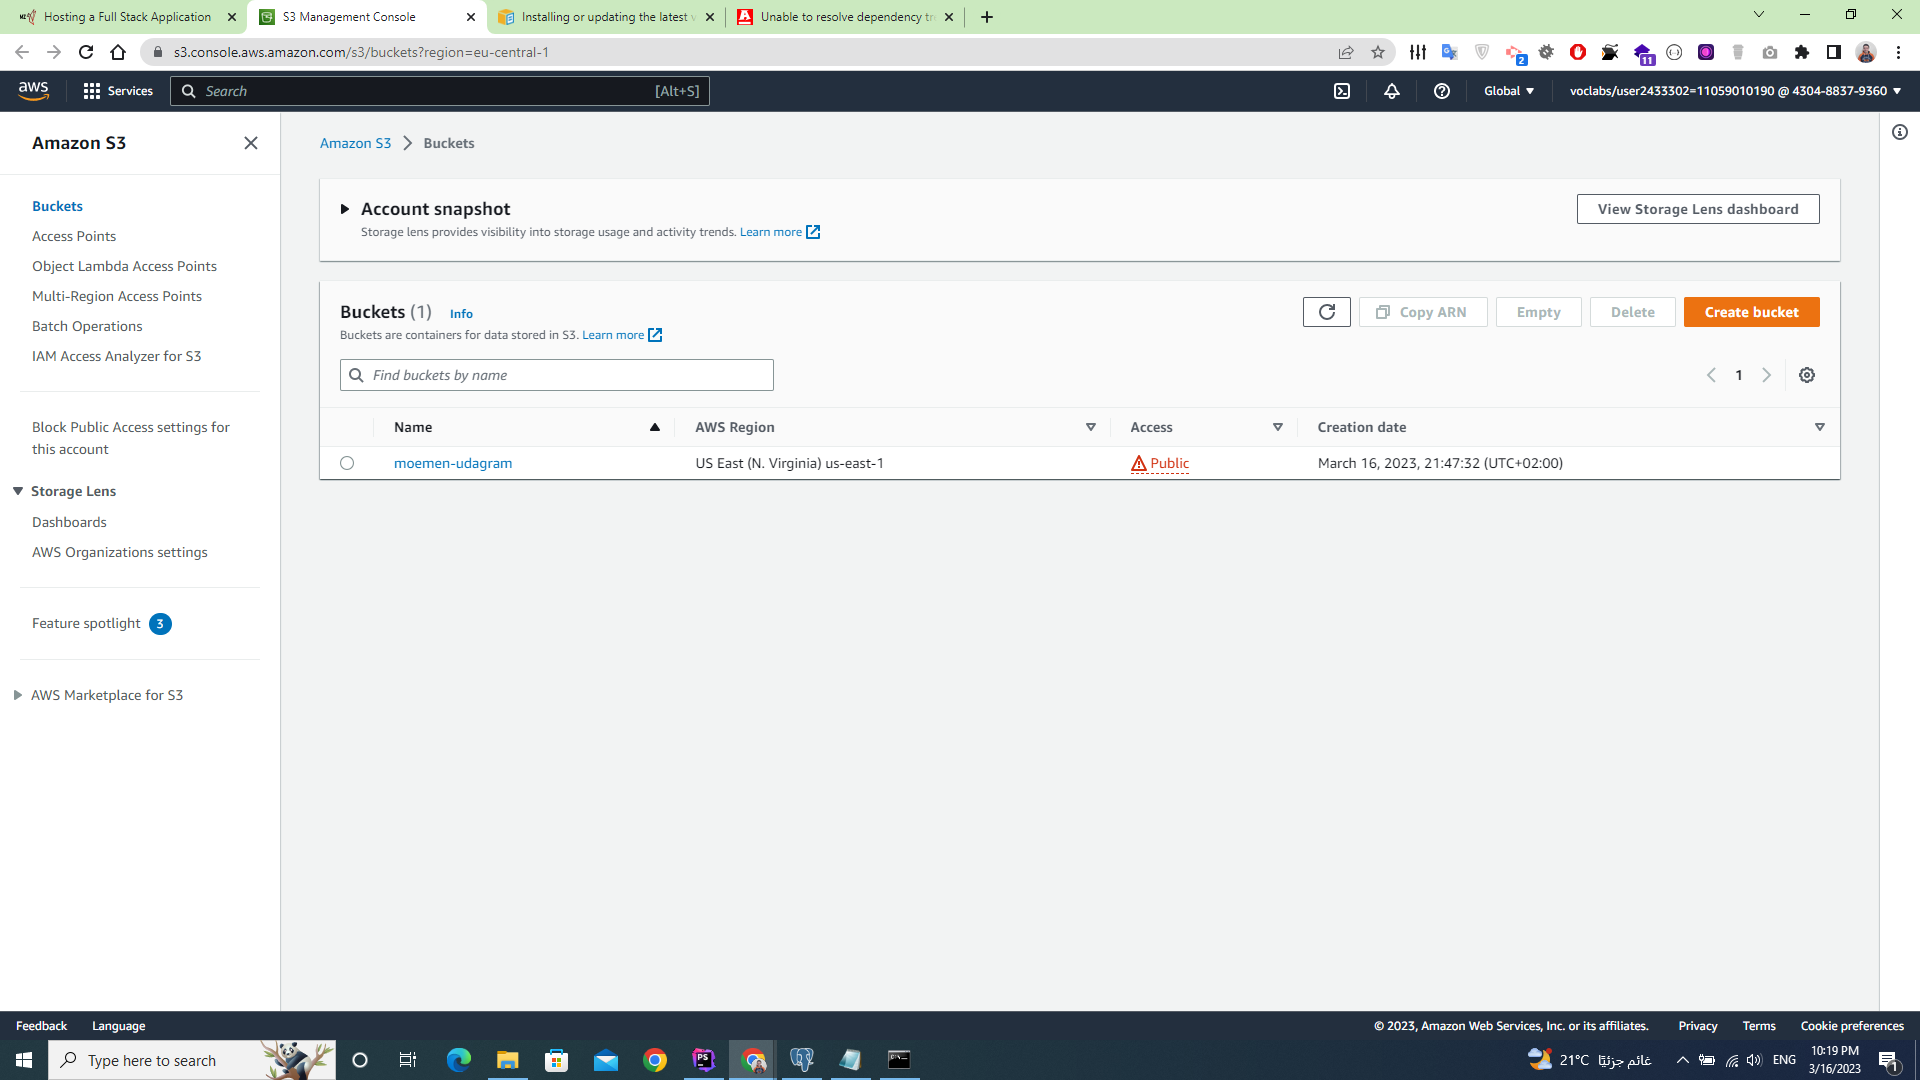 Hosting a Full Stack Application
S3 Management Console
Installing or updating the latest v
Unable to resolve dependency tr
s3.console.aws.amazon.com/s3/buckets?region=eu-central-1
2
11
aws
Services
Search
[Alt+S]
Global
voclabs/user2433302=11059010190 @ 4304-8837-9360
Amazon S3
Buckets
Access Points
Object Lambda Access Points
Multi-Region Access Points
Batch Operations
IAM Access Analyzer for S3
Block Public Access settings for
this account
Storage Lens
Dashboards
AWS Organizations settings
Feature spotlight 3
AWS Marketplace for S3
Amazon S3 > Buckets
Account snapshot
Storage lens provides visibility into storage usage and activity trends. Learn more
View Storage Lens dashboard
Buckets (1) Info
Buckets are containers for data stored in S3. Learn more
Copy ARN
Empty
Delete
Create bucket
Find buckets by name
1
Name AWS Region Access Creation date
moemen-udagram US East (N. Virginia) us-east-1 Public March 16, 2023, 21:47:32 (UTC+02:00)
Feedback Language
© 2023, Amazon Web Services, Inc. or its affiliates. Privacy Terms Cookie preferences
Type here to search
PS
21°C غائم جزئيًا
ENG
10:19 PM
3/16/2023
1